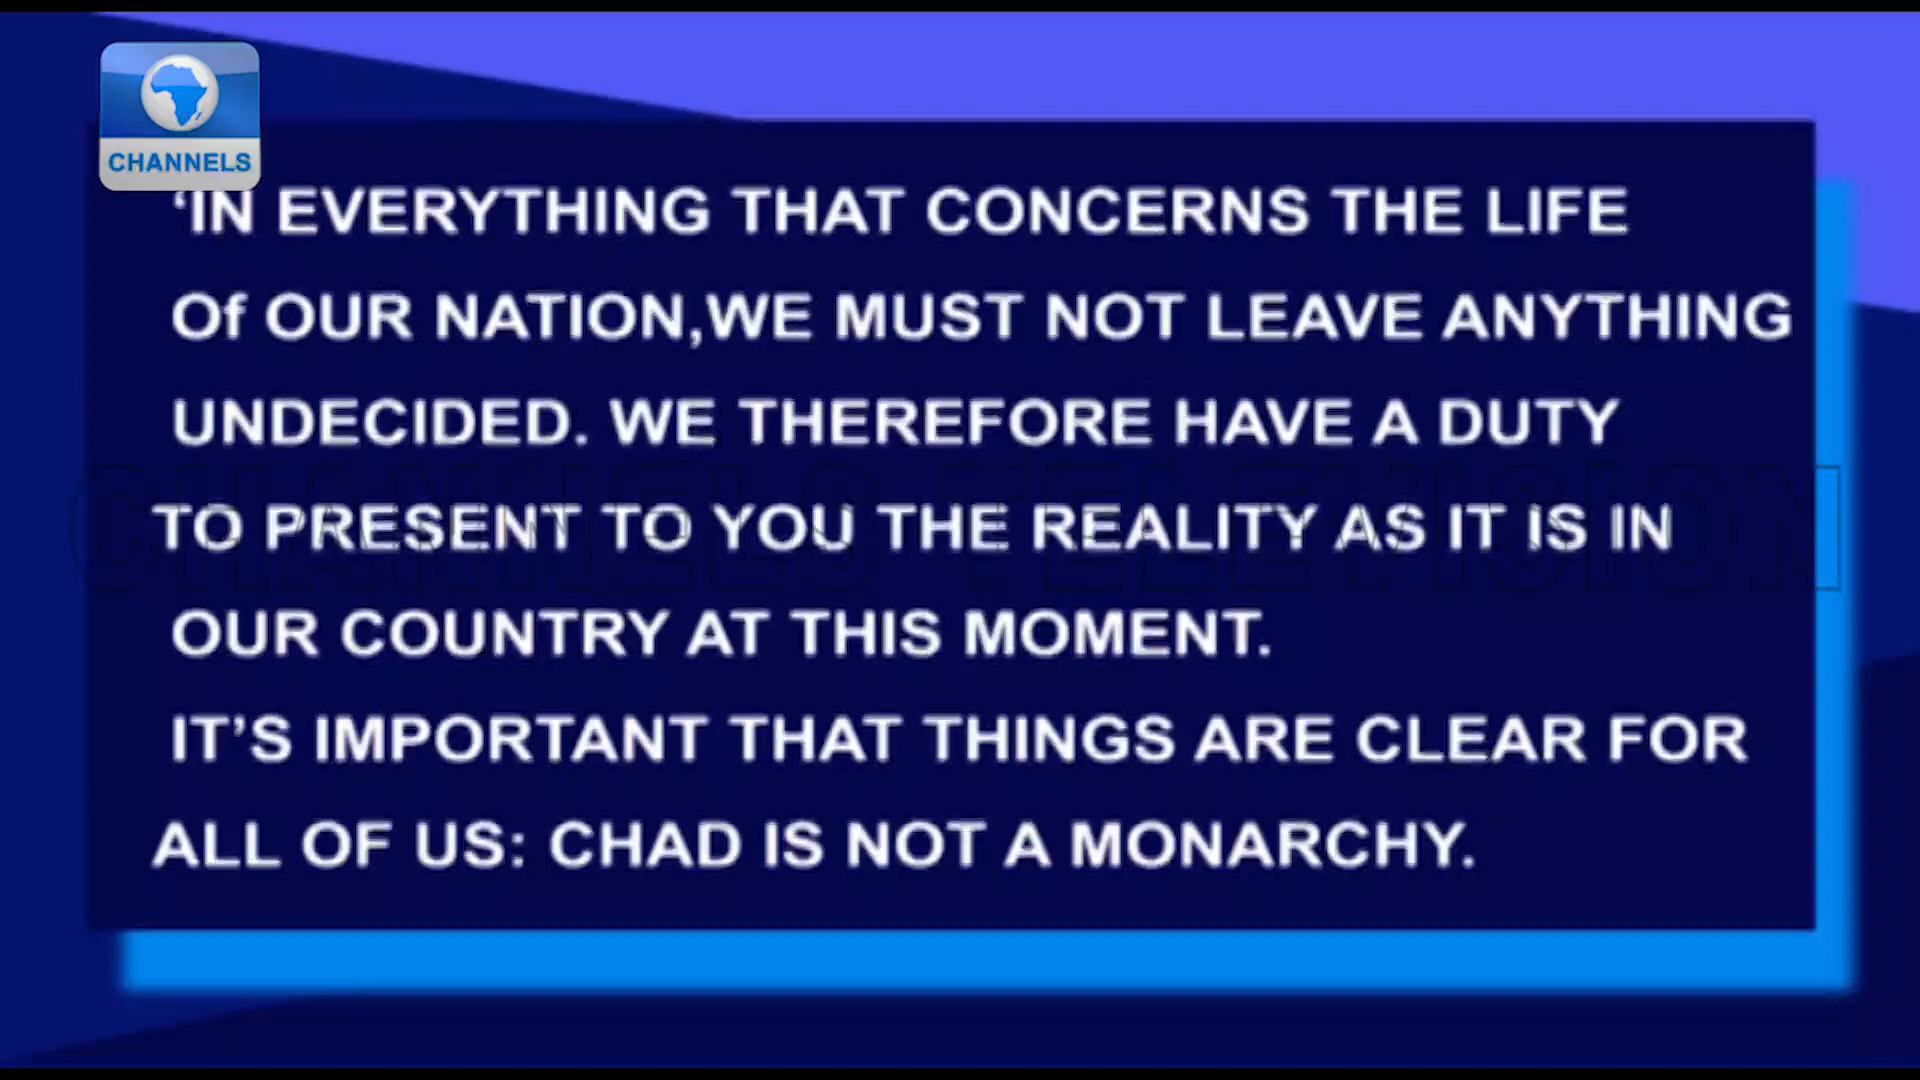 CHANNELS
‘IN EVERYTHING THAT CONCERNS THE LIFE
Of OUR NATION,WE MUST NOT LEAVE ANYTHING
UNDECIDED. WE THEREFORE HAVE A DUTY
CHANNELS TELEVISION
TO PRESENT TO YOU THE REALITY AS IT IS IN
OUR COUNTRY AT THIS MOMENT.
IT’S IMPORTANT THAT THINGS ARE CLEAR FOR
ALL OF US: CHAD IS NOT A MONARCHY.